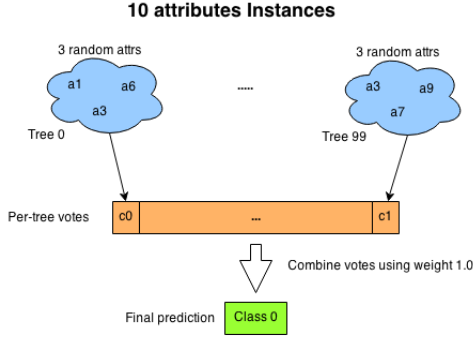 10 attributes Instances
3 random attrs
3 random attrs
a1
a6
a3
.....
a3
a9
a7
Tree 0
Tree 99
Per-tree votes
c0
...
c1
Combine votes using weight 1.0
Final prediction
Class 0